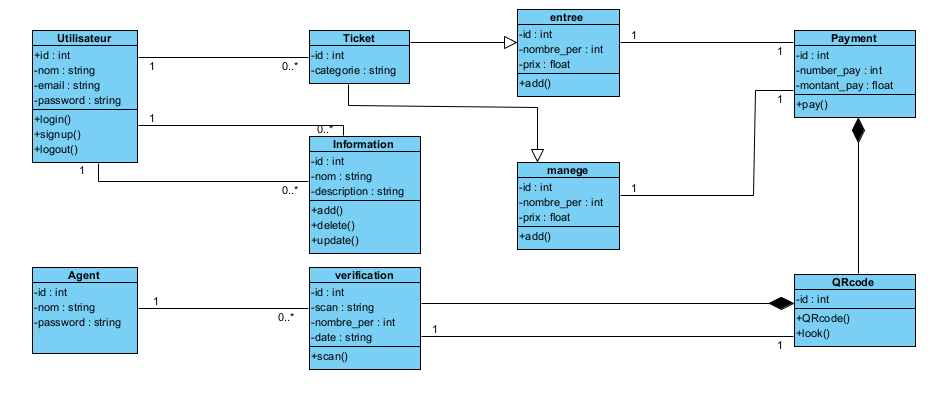 Utilisateur
+id : int
-nom : string
-email : string
-password : string
+login()
+signup()
+logout()
1
0..*
Ticket
-id : int
-categorie : string
entree
-id : int
-nombre_per : int
-prix : float
+add()
1
1
Payment
-id : int
-number_pay : int
-montant_pay : float
+pay()
1
1
0..*
1
0..*
Information
-id : int
-nom : string
-description : string
+add()
+delete()
+update()
manege
-id : int
-nombre_per : int
-prix : float
+add()
1
Agent
-id : int
-nom : string
-password : string
1
0..*
verification
-id : int
-scan : string
-nombre_per : int
-date : string
+scan()
1
1
QRcode
-id : int
+QRcode()
+look()